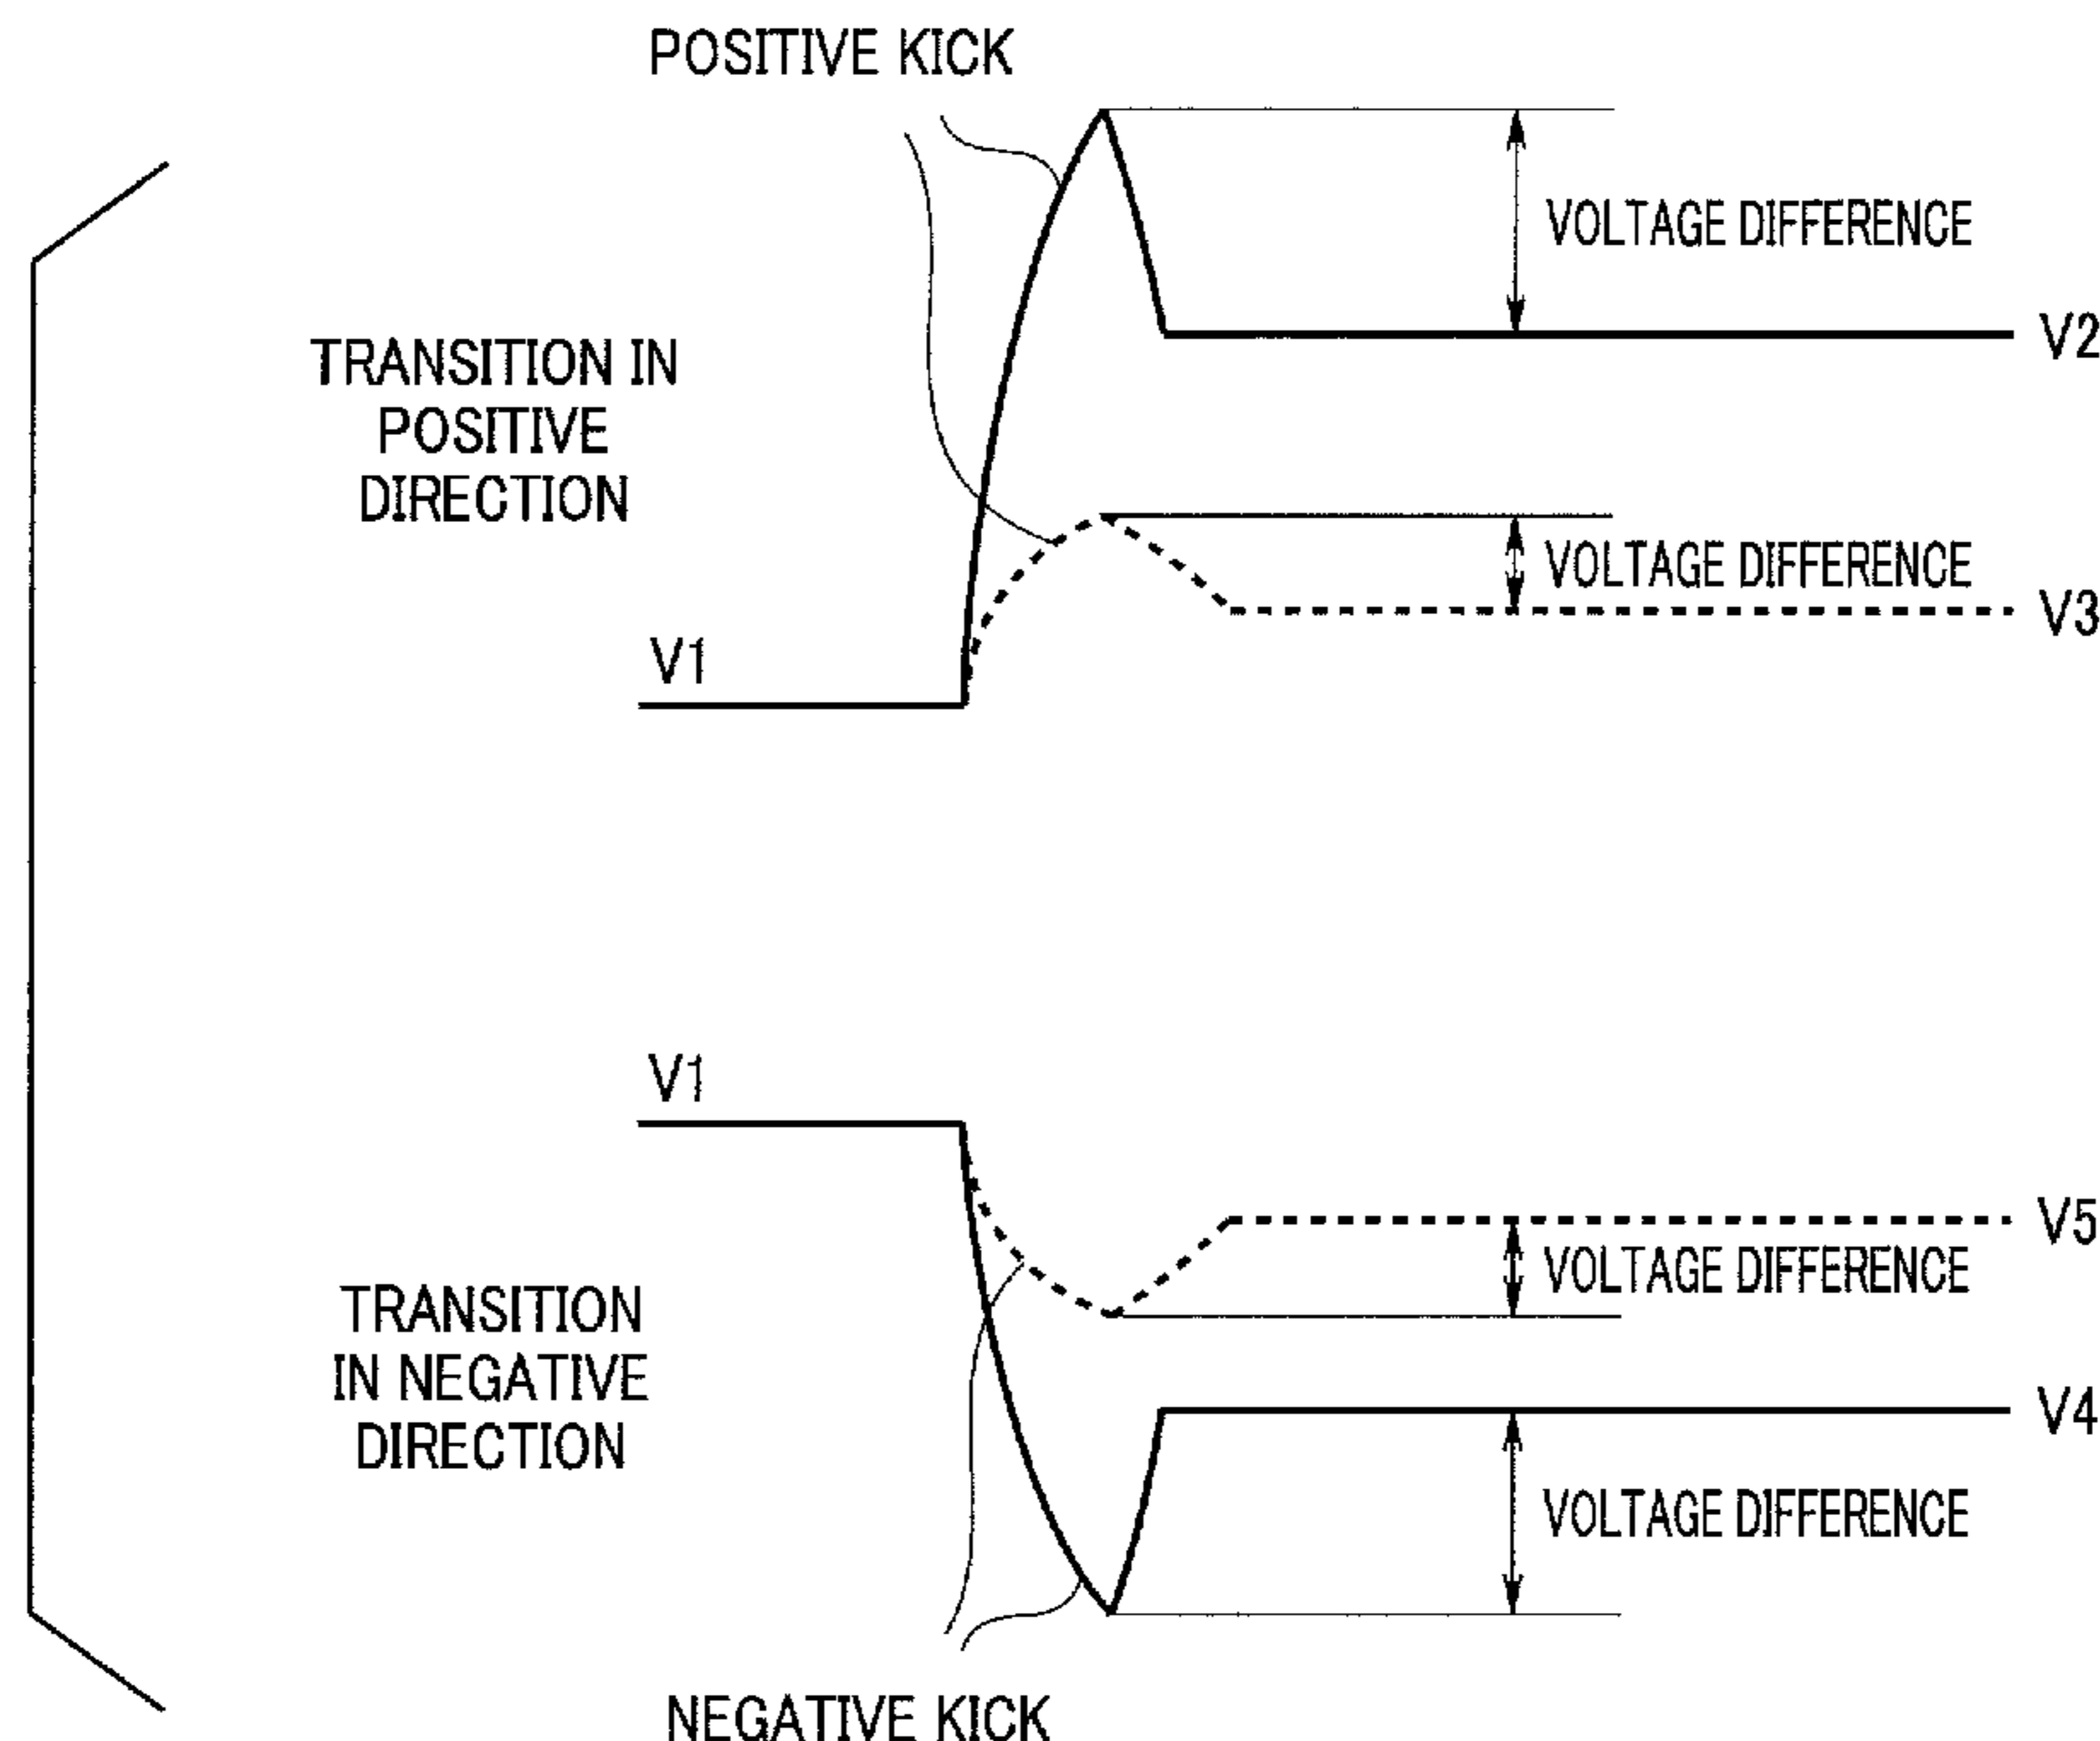 POSITIVE KICK
VOLTAGE DIFFERENCE
V2
TRANSITION IN
POSITIVE
DIRECTION
VOLTAGE DIFFERENCE
V3
V1
V1
V5
VOLTAGE DIFFERENCE
TRANSITION
IN NEGATIVE
DIRECTION
V4
VOLTAGE DIFFERENCE
NEGATIVE KICK